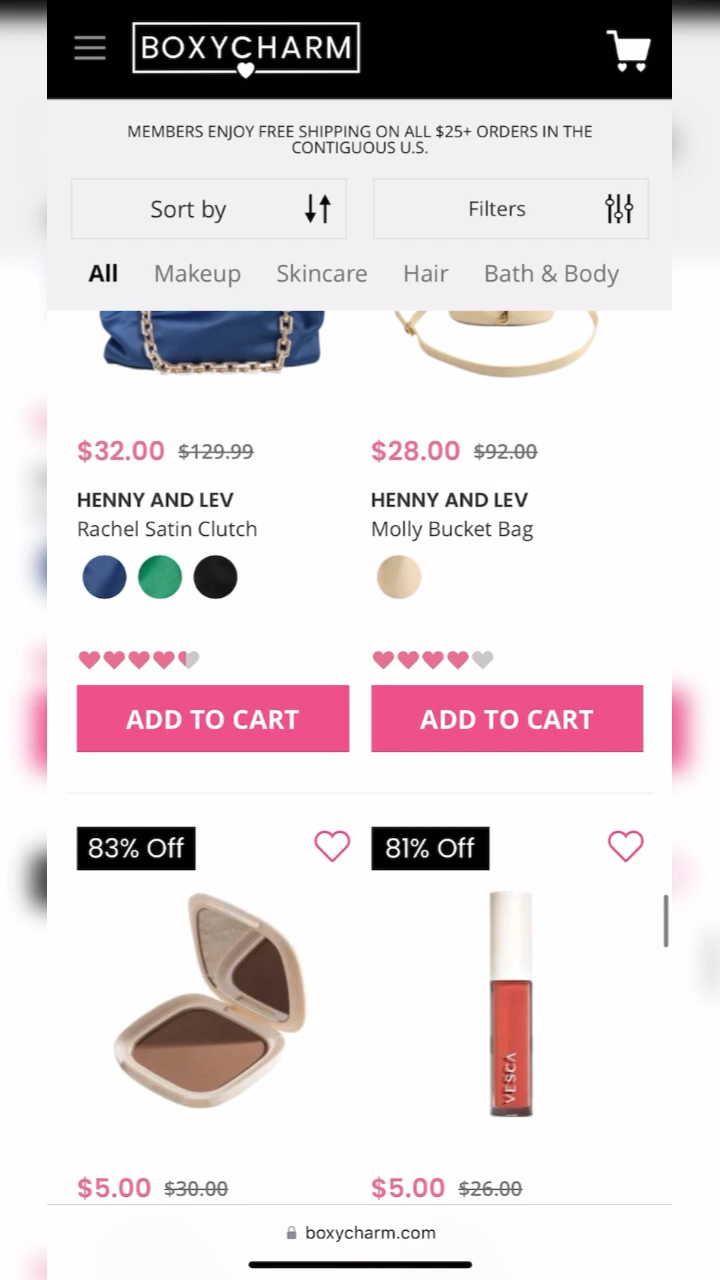 BOXYCHARM
MEMBERS ENJOY FREE SHIPPING ON ALL $25+ ORDERS IN THE
CONTIGUOUS U.S.
Sort by
Filters
All Makeup Skincare Hair Bath & Body
$32.00 $129.99
HENNY AND LEV
Rachel Satin Clutch
ADD TO CART
$28.00 $92.00
HENNY AND LEV
Molly Bucket Bag
ADD TO CART
83% Off
$5.00 $30.00
81% Off
VESCA
$5.00 $26.00
boxycharm.com